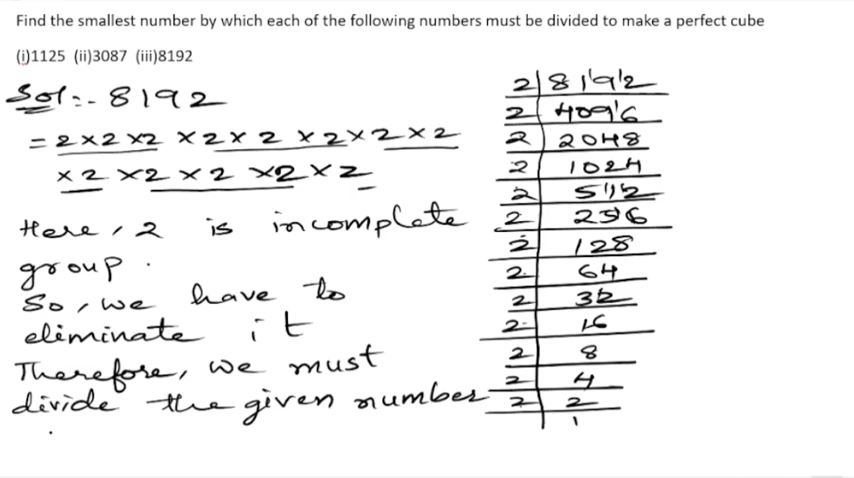 Find the smallest number by which each of the following numbers must be divided to make a perfect cube
(i)1125 (ii)3087 (iii)8192
Sol:- 8192
= 2×2×2 ×2×2 ×2×2×2
×2 ×2×2 ×2×2
Here, 2 is incomplete
group.
So, we have to
eliminate it
Therefore, we must
divide the given number
2 8192
2 4096
2 2048
2 1024
2 512
2 256
2 128
2 64
2 32
2 16
2 8
2 4
2 2
1